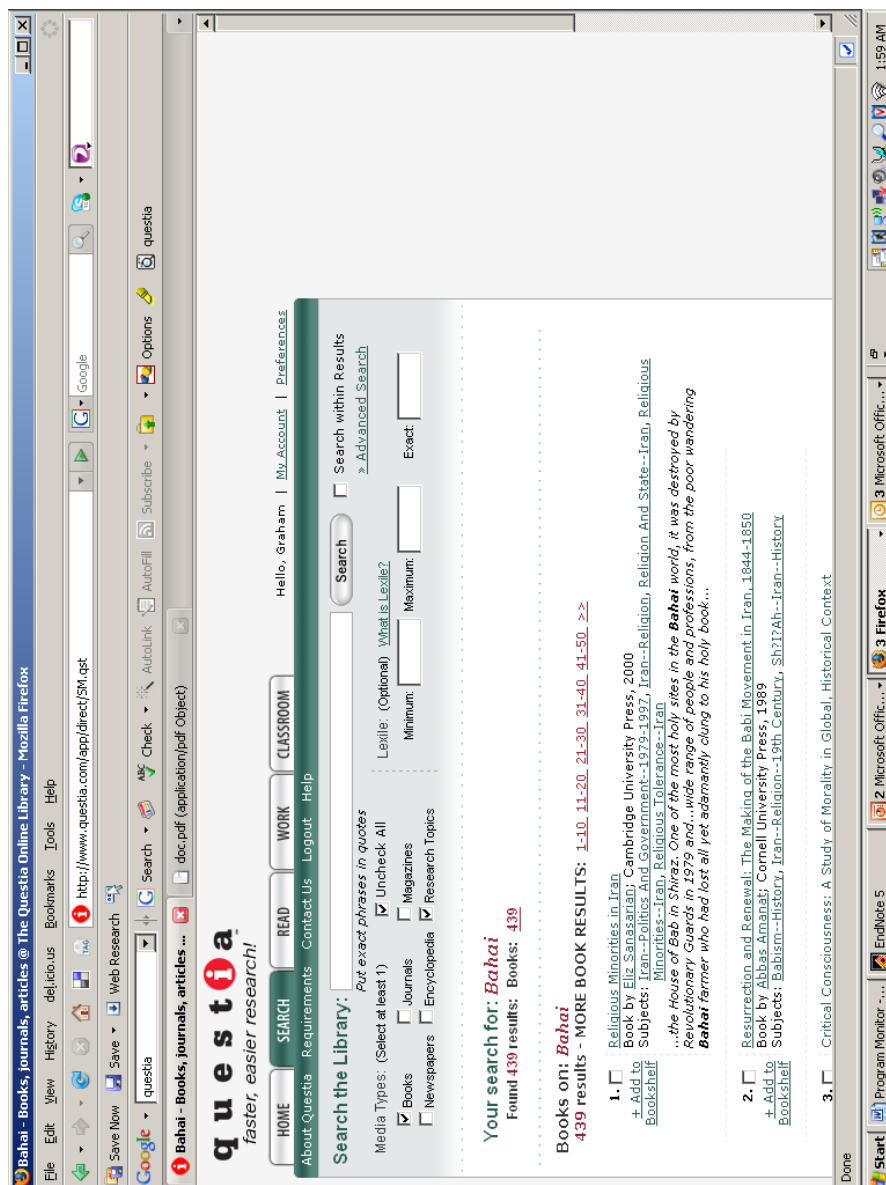 Bahai - Books, journals, articles @ The Questia Online Library - Mozilla Firefox
File Edit View History del.icio.us Bookmarks Tools Help
http://www.questia.com/app/direct/SM.qst
TAG
Google
Save Now Save Web Research
Google questia Search ABC Check AutoLink AutoFill Subscribe Options questia
Bahai - Books, journals, articles ... doc.pdf (application/pdf Object)
questia
faster, easier research!
Hello, Graham | My Account | Preferences
HOME SEARCH READ WORK CLASSROOM
About Questia Requirements Contact Us Logout Help
Search the Library: Search Search within Results
Put exact phrases in quotes » Advanced Search
Media Types: (Select at least 1) Uncheck All Lexile: (Optional) What is Lexile?
Books Journals Magazines Minimum: Maximum: Exact:
Newspapers Encyclopedia Research Topics
Your search for: Bahai
Found 439 results: Books: 439
Books on: Bahai
439 results - MORE BOOK RESULTS: 1-10 11-20 21-30 31-40 41-50 >>
1. Religious Minorities in Iran
+ Add to Bookshelf
Book by Eliz Sanasarian; Cambridge University Press, 2000
Subjects: Iran--Politics And Government--1979-1997, Iran--Religion, Religion And State--Iran, Religious
Minorities--Iran, Religious Tolerance--Iran
...the House of Bab in Shiraz. One of the most holy sites in the Bahai world, it was destroyed by
Revolutionary Guards in 1979 and...wide range of people and professions, from the poor wandering
Bahai farmer who had lost all yet adamantly clung to his holy book...
2. Resurrection and Renewal: The Making of the Babi Movement in Iran, 1844-1850
+ Add to Bookshelf
Book by Abbas Amanat; Cornell University Press, 1989
Subjects: Babism--History, Iran--Religion--19th Century, Sh?I?Ah--Iran--History
3. Critical Consciousness: A Study of Morality in Global, Historical Context
Done
Start Program Monitor -... EndNote 5 2 Microsoft Offic... 3 Firefox 3 Microsoft Offic... 1:59 AM